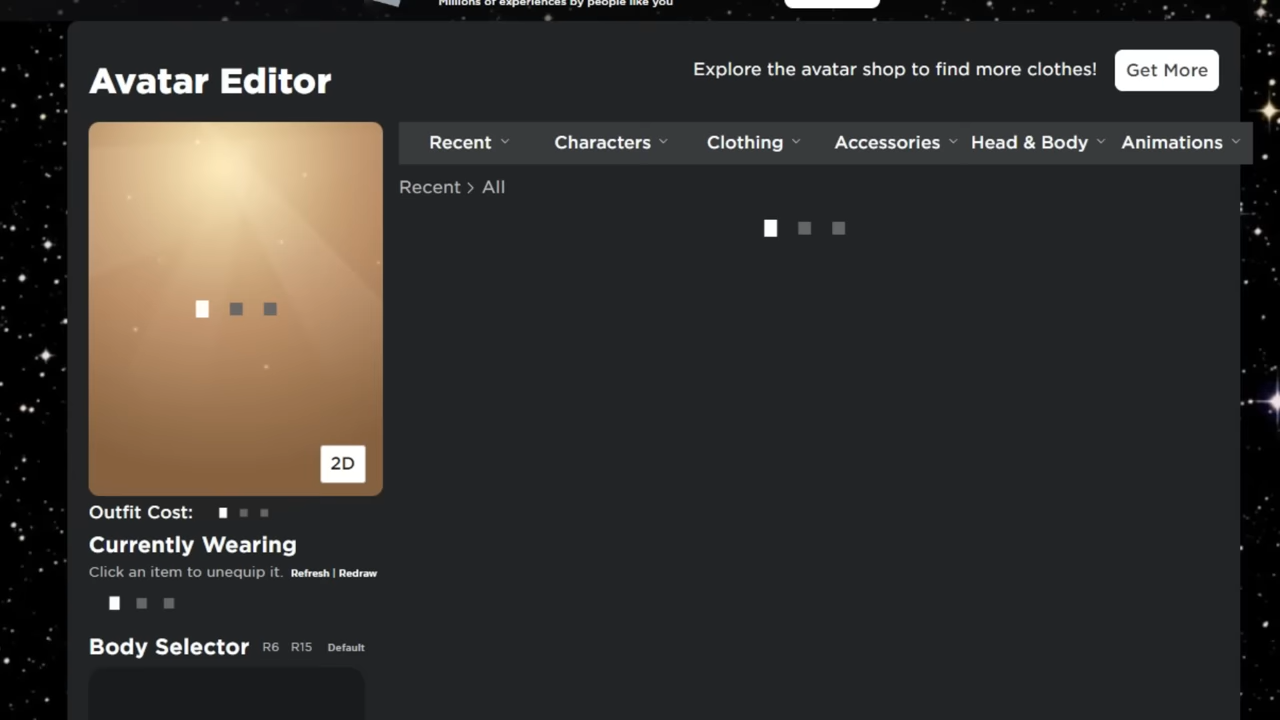 Millions of experiences by people like you
Avatar Editor
Explore the avatar shop to find more clothes!
Get More
Recent
Characters
Clothing
Accessories
Head & Body
Animations
Recent > All
2D
Outfit Cost:
Currently Wearing
Click an item to unequip it. Refresh | Redraw
Body Selector R6 R15 Default